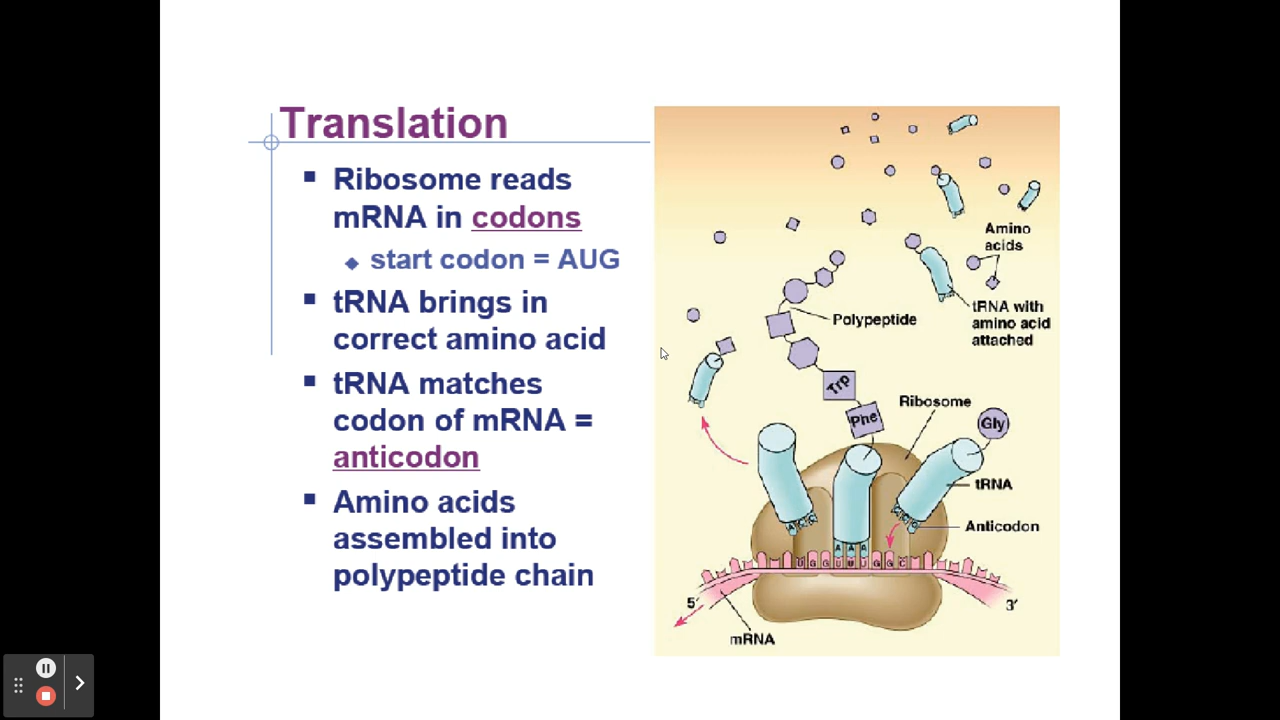 Translation
Ribosome reads
mRNA in codons
start codon = AUG
tRNA brings in
correct amino acid
tRNA matches
codon of mRNA =
anticodon
Amino acids
assembled into
polypeptide chain
Amino
acids
tRNA with
amino acid
attached
Polypeptide
Trp
Phe
Ribosome
Gly
tRNA
Anticodon
A A A
U G G U U U G G C
5′
3′
mRNA